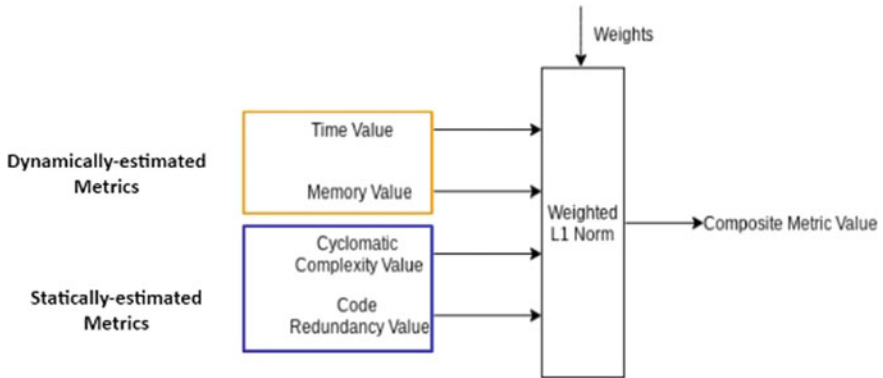 Weights
Dynamically-estimated
Metrics
Time Value
Memory Value
Statically-estimated
Metrics
Cyclomatic
Complexity Value
Code
Redundancy Value
Weighted
L1 Norm
Composite Metric Value